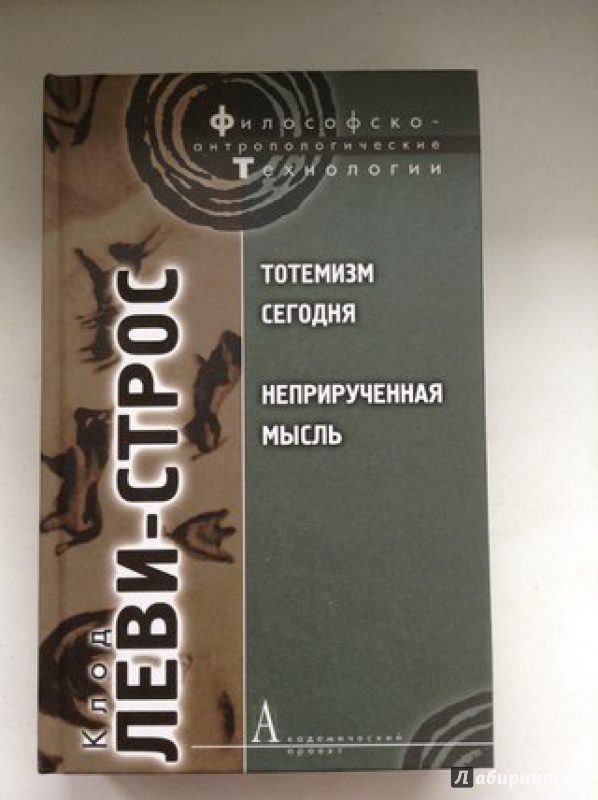 Философско-
антропологические
Технологии
ТОТЕМИЗМ
СЕГОДНЯ
НЕПРИРУЧЕННАЯ
МЫСЛЬ
Клод
ЛЕВИ-СТРОС
Академический
проект
Лабиринт.ру